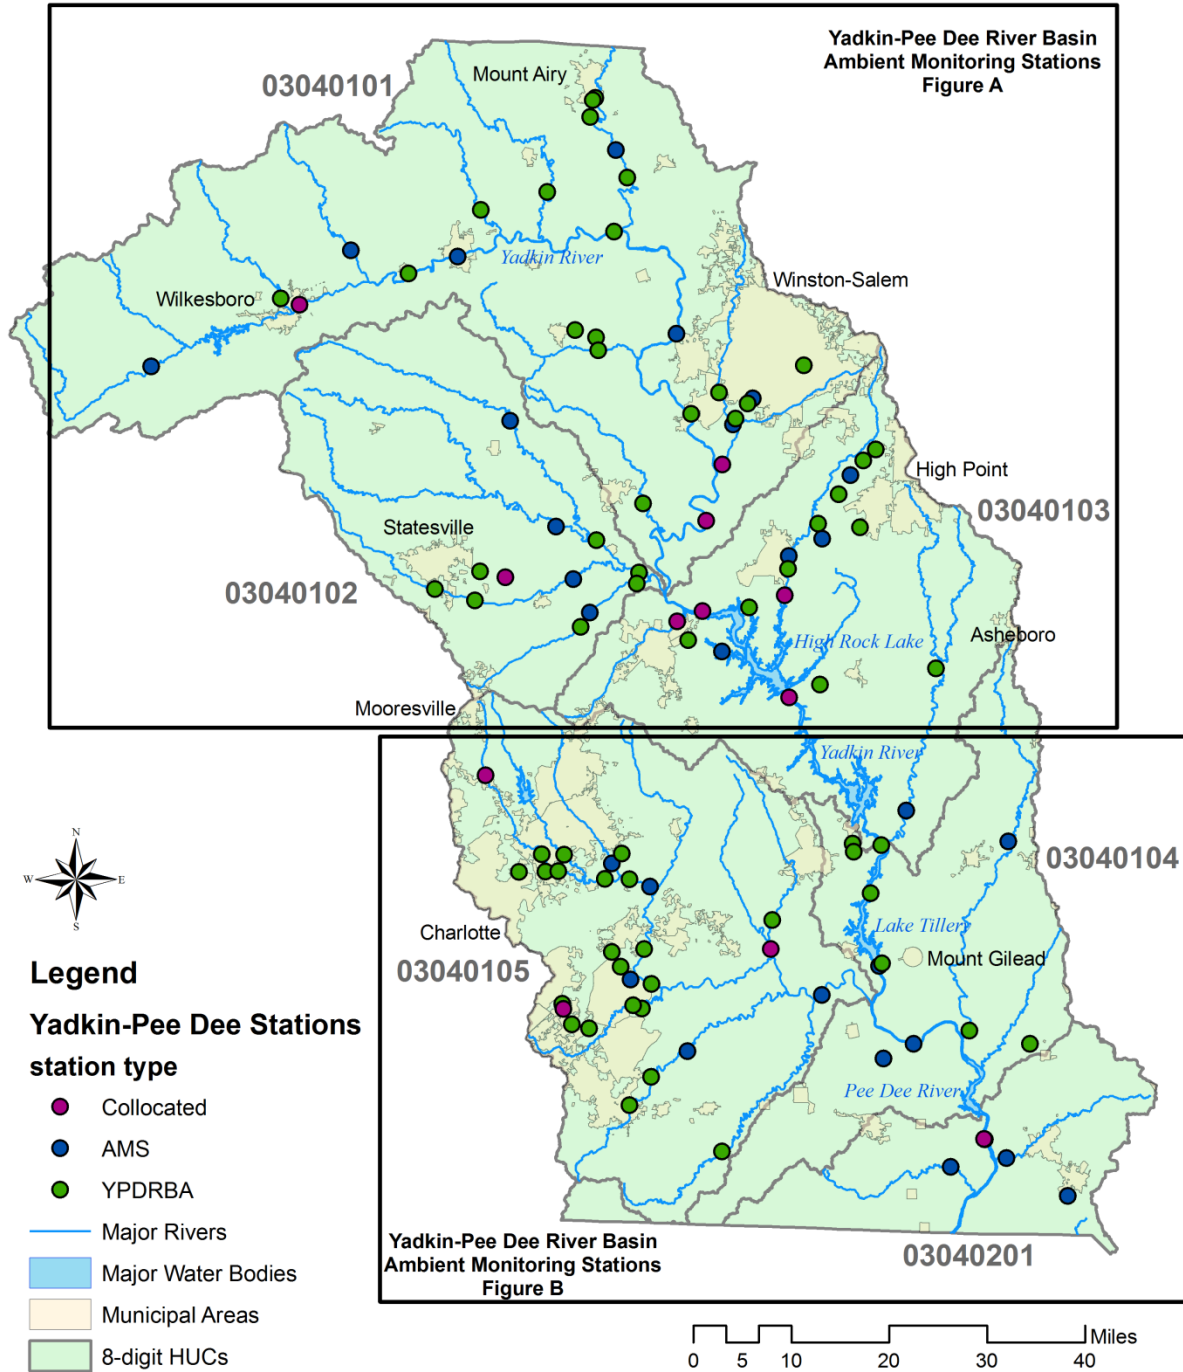 Yadkin-Pee Dee River Basin
Ambient Monitoring Stations
Figure A
03040101
Mount Airy
Yadkin River
Wilkesboro
Winston-Salem
High Point
03040103
Statesville
03040102
High Rock Lake
Asheboro
Mooresville
Yadkin River
03040104
Charlotte
03040105
Lake Tillery
Mount Gilead
Pee Dee River
03040201
Yadkin-Pee Dee River Basin
Ambient Monitoring Stations
Figure B
N
W
E
S
Legend
Yadkin-Pee Dee Stations
station type
Collocated
AMS
YPDRBA
Major Rivers
Major Water Bodies
Municipal Areas
8-digit HUCs
Miles
0 5 10 20 30 40